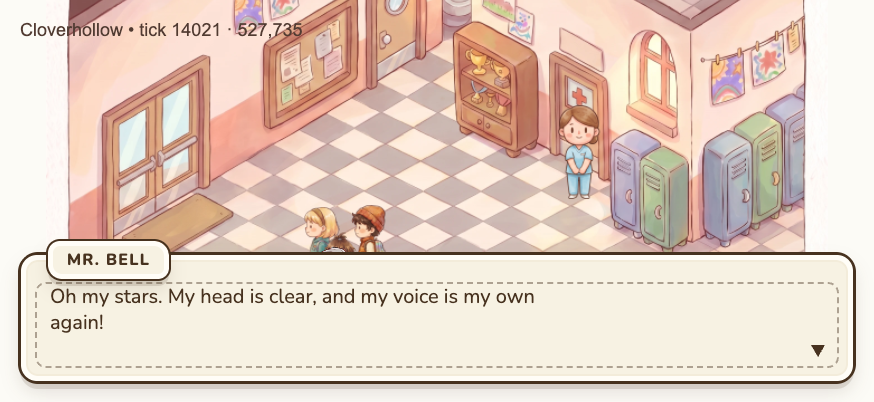 Cloverhollow • tick 14021 · 527,735
MR. BELL
Oh my stars. My head is clear, and my voice is my own
again!